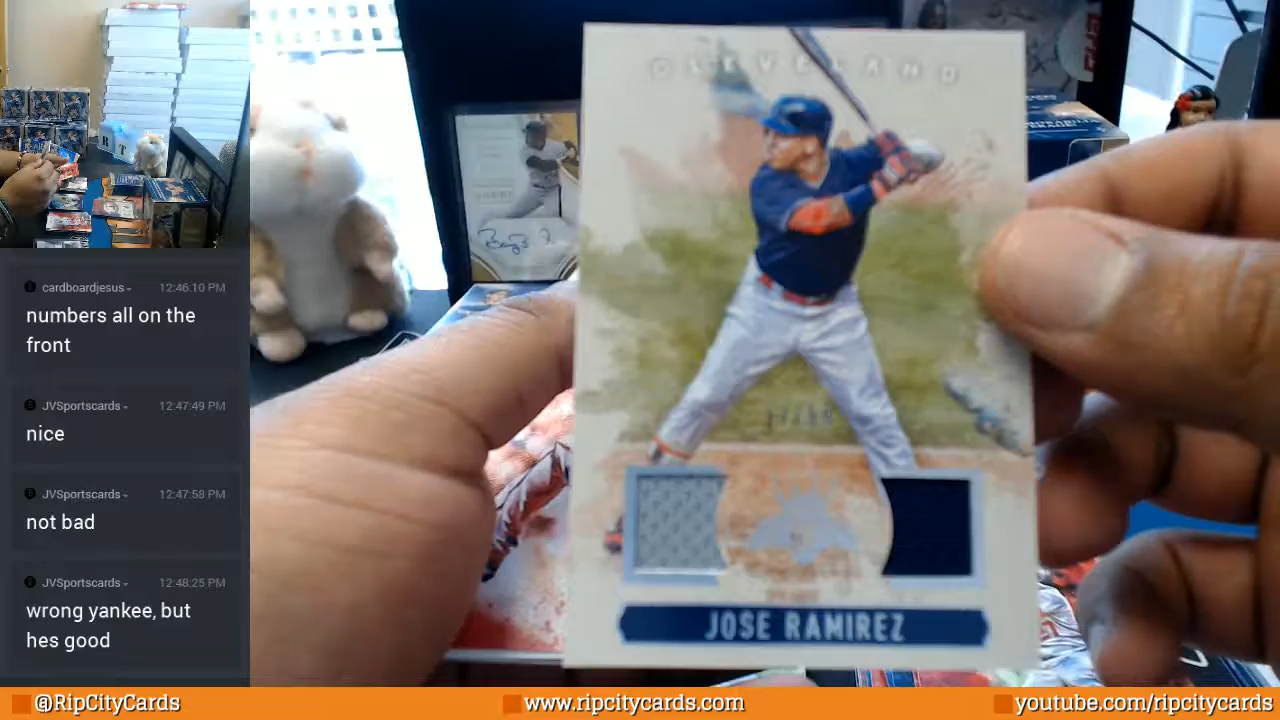 cardboardjesus
12:46:10 PM
numbers all on the
front
JVSportscards
12:47:49 PM
nice
JVSportscards
12:47:58 PM
not bad
JVSportscards
12:48:25 PM
wrong yankee, but
hes good
CLEVELAND
JOSE RAMIREZ
@RipCityCards
www.ripcitycards.com
youtube.com/ripcitycards